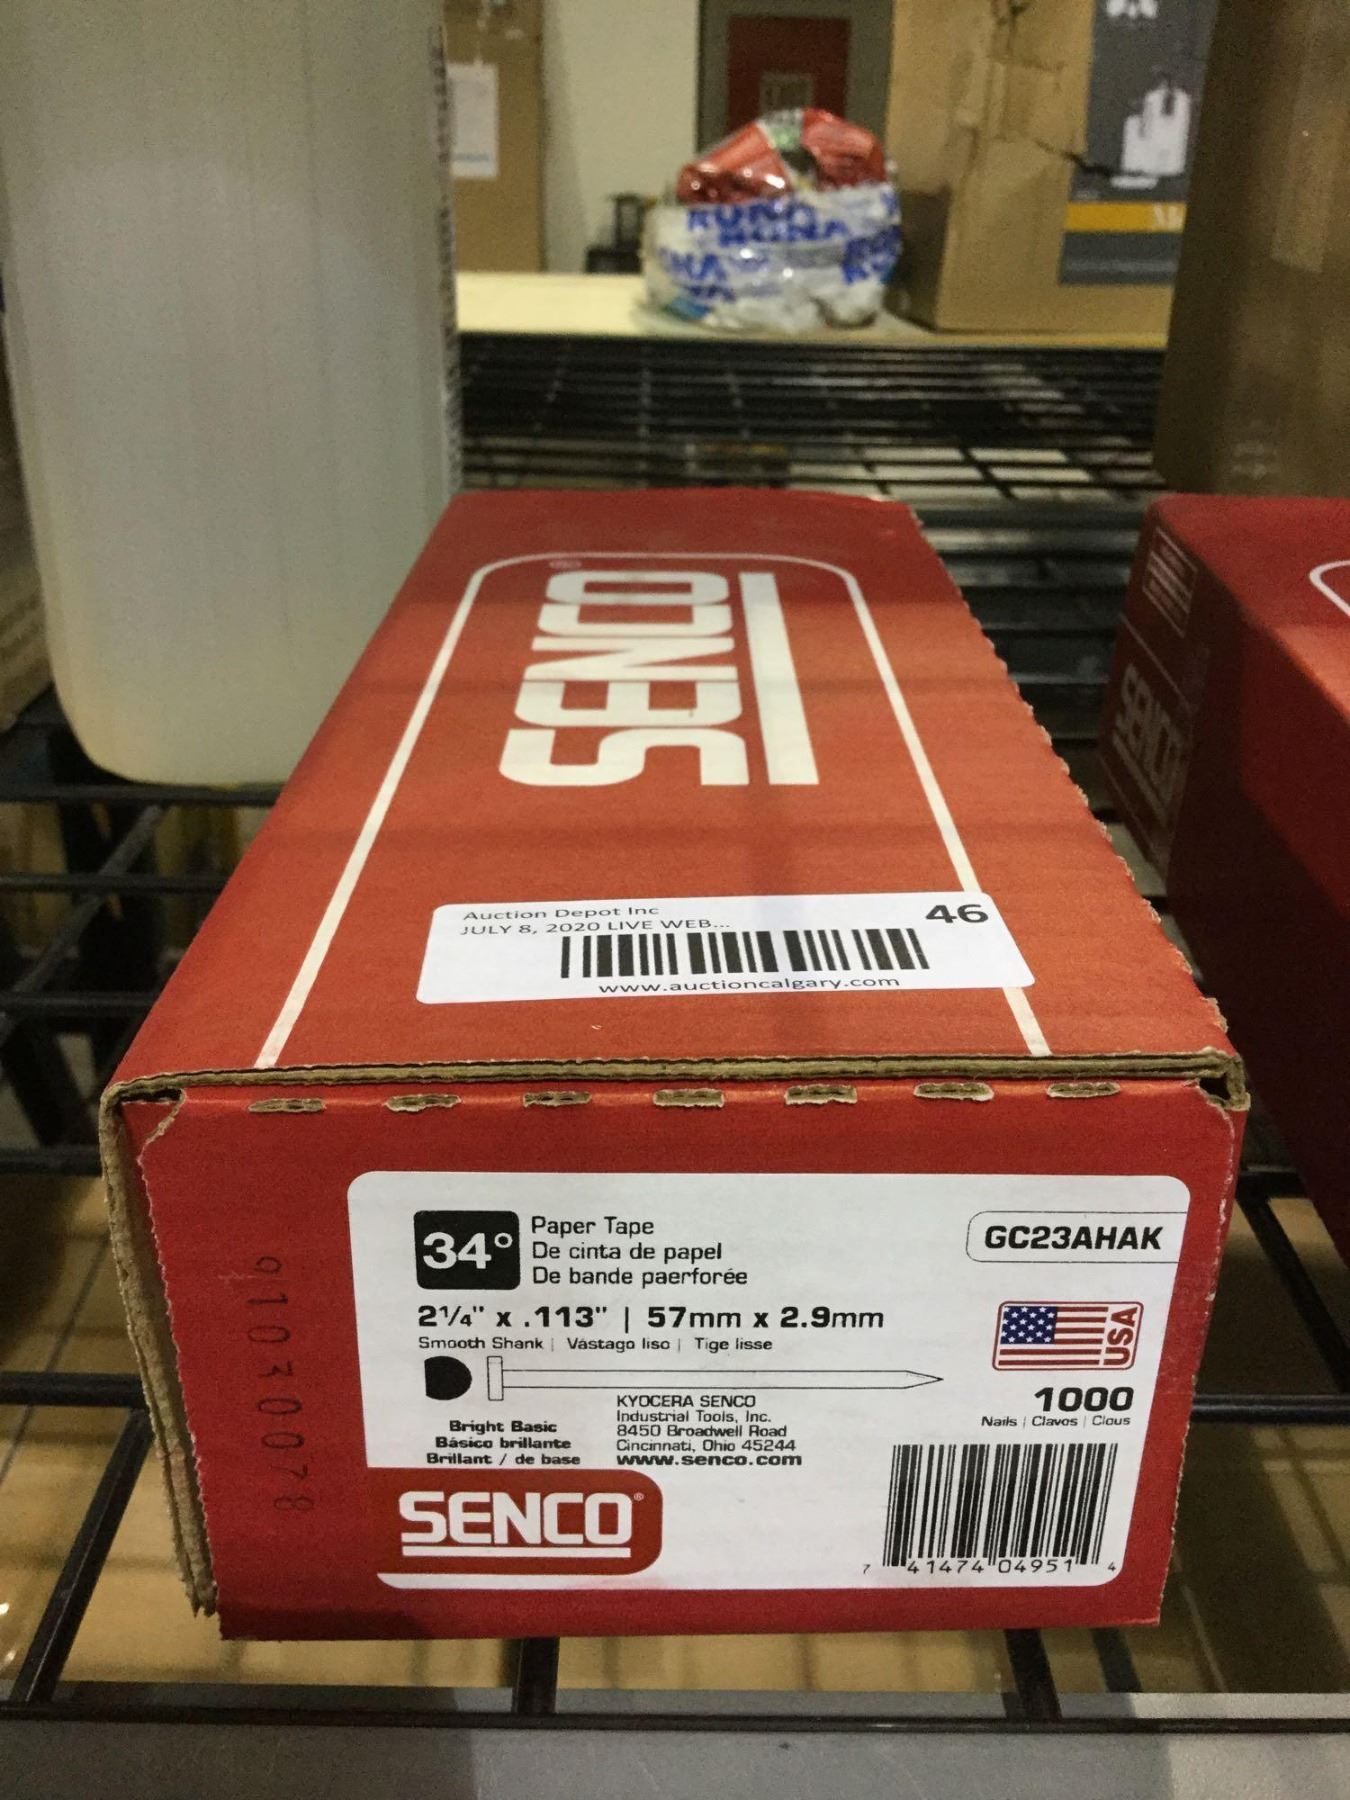 RONA
RONA
SENCO®
SENCO
Auction Depot Inc
46
JULY 8, 2020 LIVE WEB...
www.auctioncalgary.com
34°
Paper Tape
De cinta de papel
De bande paerforée
GC23AHAK
2¼" x .113" | 57mm x 2.9mm
Smooth Shank | Vástago liso | Tige lisse
USA
Bright Basic
Básico brillante
Brillant / de base
KYOCERA SENCO
Industrial Tools, Inc.
8450 Broadwell Road
Cincinnati, Ohio 45244
www.senco.com
1000
Nails | Clavos | Clous
SENCO®
7 41474 04951 4